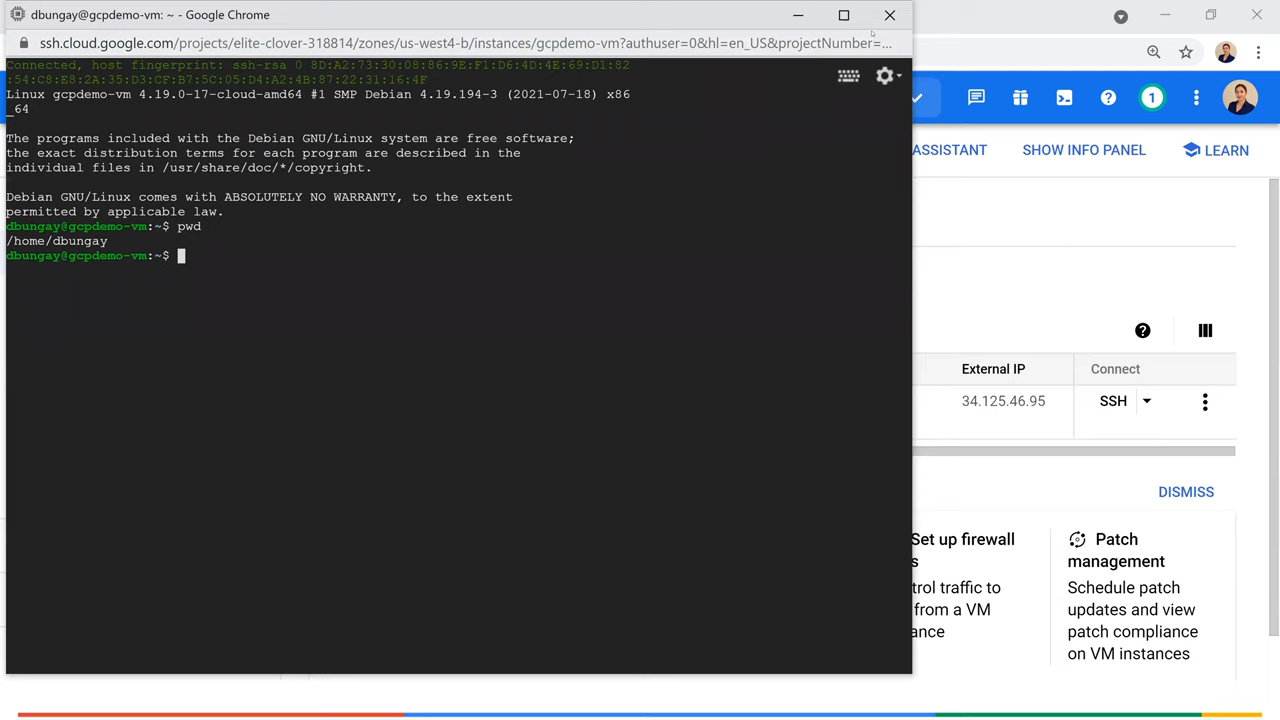 dbungay@gcpdemo-vm: ~ - Google Chrome
ssh.cloud.google.com/projects/elite-clover-318814/zones/us-west4-b/instances/gcpdemo-vm?authuser=0&hl=en_US&projectNumber=...
Connected, host fingerprint: ssh-rsa 0 8D:A2:73:30:08:86:9E:F1:D6:4D:4E:69:D1:82
:54:C8:E8:2A:35:D3:CF:B7:5C:05:D4:A2:4B:87:22:31:16:4F
Linux gcpdemo-vm 4.19.0-17-cloud-amd64 #1 SMP Debian 4.19.194-3 (2021-07-18) x86
_64
The programs included with the Debian GNU/Linux system are free software;
the exact distribution terms for each program are described in the
individual files in /usr/share/doc/*/copyright.
Debian GNU/Linux comes with ABSOLUTELY NO WARRANTY, to the extent
permitted by applicable law.
dbungay@gcpdemo-vm:~$ pwd
/home/dbungay
dbungay@gcpdemo-vm:~$
1
ASSISTANT
SHOW INFO PANEL
LEARN
External IP
Connect
34.125.46.95
SSH
DISMISS
Set up firewall
s
trol traffic to
from a VM
ance
Patch
management
Schedule patch
updates and view
patch compliance
on VM instances